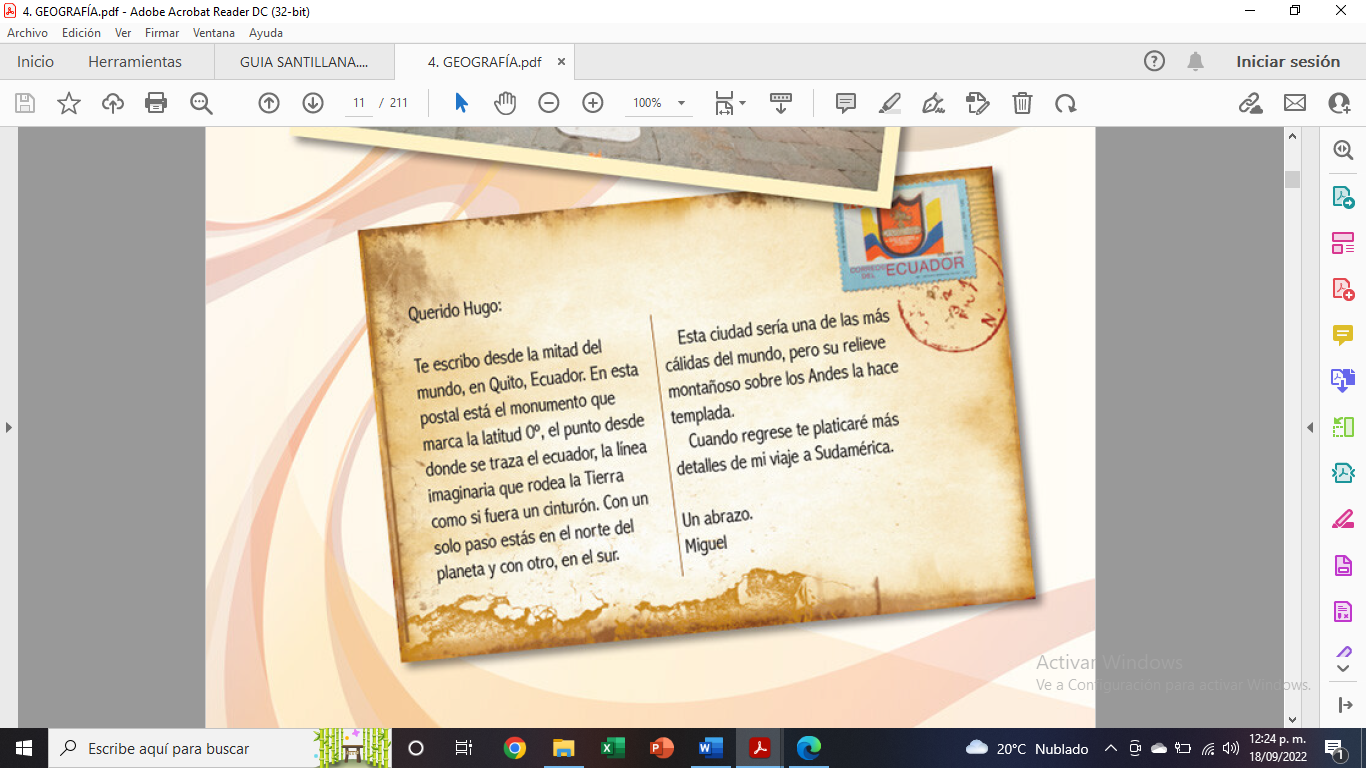 4. GEOGRAFÍA.pdf - Adobe Acrobat Reader DC (32-bit)
Archivo Edición Ver Firmar Ventana Ayuda
Inicio Herramientas GUIA SANTILLANA.... 4. GEOGRAFÍA.pdf × Iniciar sesión
11 / 211 100%
CORREOS
DEL ECUADOR
Querido Hugo:
Te escribo desde la mitad del
mundo, en Quito, Ecuador. En esta
postal está el monumento que
marca la latitud 0º, el punto desde
donde se traza el ecuador, la línea
imaginaria que rodea la Tierra
como si fuera un cinturón. Con un
solo paso estás en el norte del
planeta y con otro, en el sur.
Esta ciudad sería una de las más
cálidas del mundo, pero su relieve
montañoso sobre los Andes la hace
templada.
Cuando regrese te platicaré más
detalles de mi viaje a Sudamérica.
Un abrazo.
Miguel
Activar Windows
Ve a Configuración para activar Windows.
Escribe aquí para buscar
20°C Nublado
12:24 p. m.
18/09/2022
1